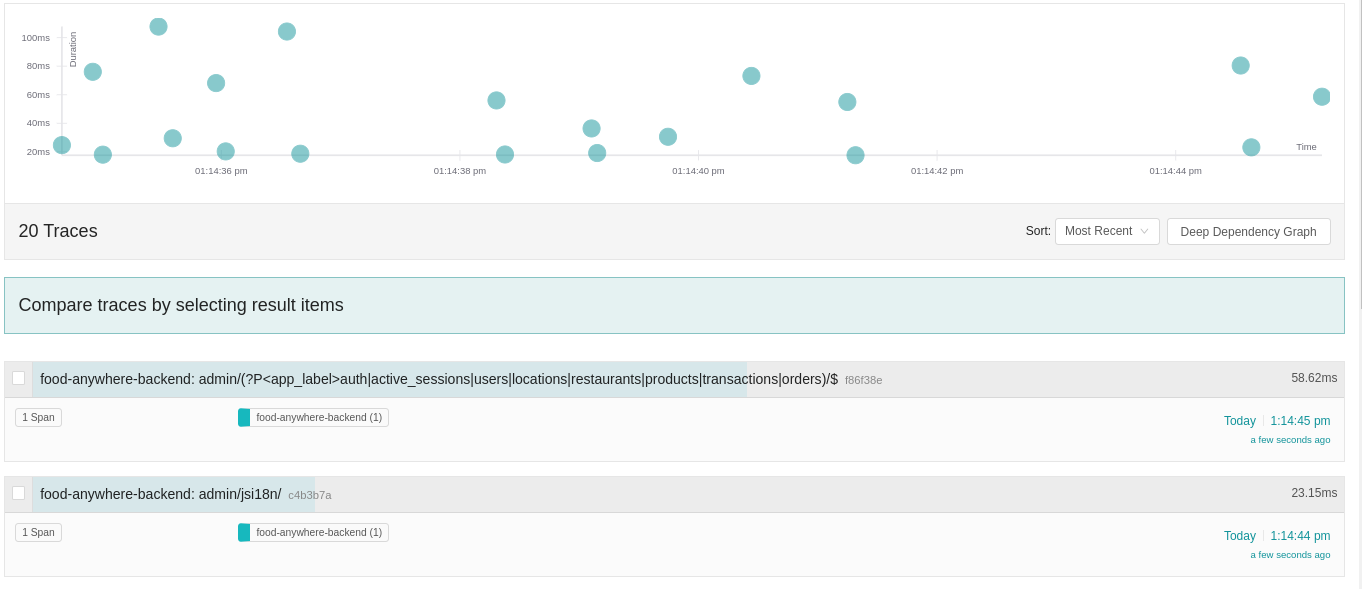 100ms
Duration
80ms
60ms
40ms
20ms
Time
01:14:36 pm
01:14:38 pm
01:14:40 pm
01:14:42 pm
01:14:44 pm
20 Traces
Sort:
Most Recent
Deep Dependency Graph
Compare traces by selecting result items
food-anywhere-backend: admin/(?P<app_label>auth|active_sessions|users|locations|restaurants|products|transactions|orders)/$ f86f38e
58.62ms
1 Span
food-anywhere-backend (1)
Today
1:14:45 pm
a few seconds ago
food-anywhere-backend: admin/jsi18n/ c4b3b7a
23.15ms
1 Span
food-anywhere-backend (1)
Today
1:14:44 pm
a few seconds ago